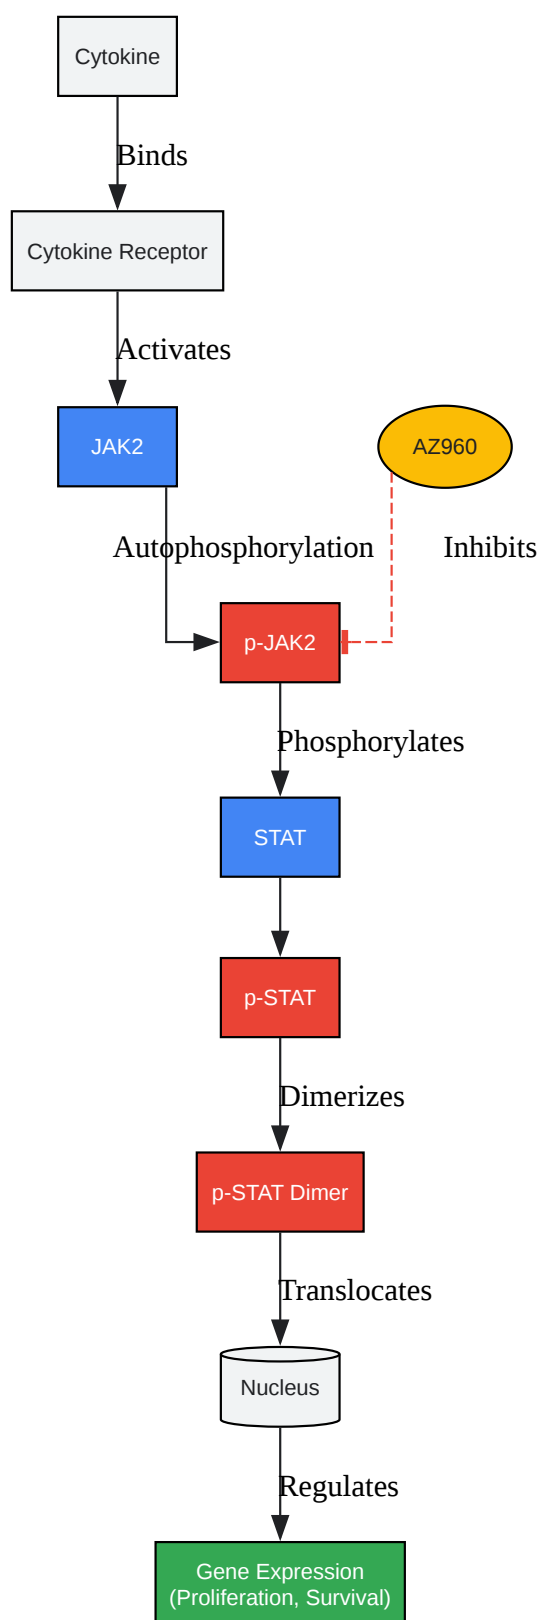 Cytokine
Binds
Cytokine Receptor
Activates
JAK2
AZ960
Autophosphorylation
Inhibits
p-JAK2
Phosphorylates
STAT
p-STAT
Dimerizes
p-STAT Dimer
Translocates
Nucleus
Regulates
Gene Expression
(Proliferation, Survival)